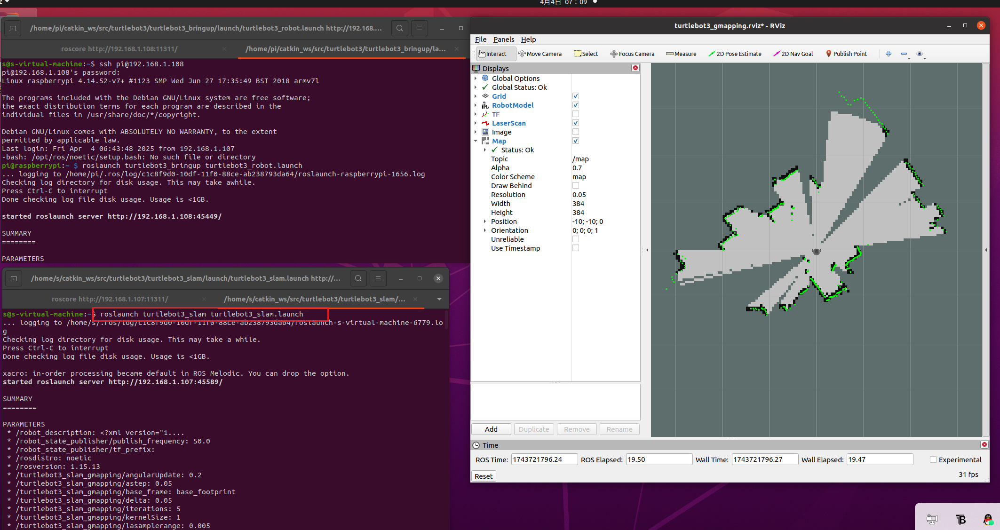 4月4日 07：09
/home/pi/catkin_ws/src/turtlebot3/turtlebot3_bringup/launch/turtlebot3_robot.launch http://192.168....
roscore http://192.168.1.108:11311/
/home/pi/catkin_ws/src/turtlebot3/turtlebot3_bringup/la...
s@s-virtual-machine:~$ ssh pi@192.168.1.108
pi@192.168.1.108's password:
Linux raspberrypi 4.14.52-v7+ #1123 SMP Wed Jun 27 17:35:49 BST 2018 armv7l
The programs included with the Debian GNU/Linux system are free software;
the exact distribution terms for each program are described in the
individual files in /usr/share/doc/*/copyright.
Debian GNU/Linux comes with ABSOLUTELY NO WARRANTY, to the extent
permitted by applicable law.
Last login: Fri Apr  4 06:43:48 2025 from 192.168.1.107
-bash: /opt/ros/noetic/setup.bash: No such file or directory
pi@raspberrypi:~ $ roslaunch turtlebot3_bringup turtlebot3_robot.launch
... logging to /home/pi/.ros/log/c1c8f9d0-10df-11f0-88ce-ab238793da64/roslaunch-raspberrypi-1656.log
Checking log directory for disk usage. This may take awhile.
Press Ctrl-C to interrupt
Done checking log file disk usage. Usage is <1GB.
started roslaunch server http://192.168.1.108:45449/
SUMMARY
========
PARAMETERS
/home/s/catkin_ws/src/turtlebot3/turtlebot3_slam/launch/turtlebot3_slam.launch http://...
roscore http://192.168.1.107:11311/
/home/s/catkin_ws/src/turtlebot3/turtlebot3_slam/...
s@s-virtual-machine:~$ roslaunch turtlebot3_slam turtlebot3_slam.launch
... logging to /home/s/.ros/log/c1c8f9d0-10df-11f0-88ce-ab238793da64/roslaunch-s-virtual-machine-6779.lo
g
Checking log directory for disk usage. This may take a while.
Press Ctrl-C to interrupt
Done checking log file disk usage. Usage is <1GB.
xacro: in-order processing became default in ROS Melodic. You can drop the option.
started roslaunch server http://192.168.1.107:45589/
SUMMARY
========
PARAMETERS
* /robot_description: <?xml version="1....
* /robot_state_publisher/publish_frequency: 50.0
* /robot_state_publisher/tf_prefix:
* /rosdistro: noetic
* /rosversion: 1.15.13
* /turtlebot3_slam_gmapping/angularUpdate: 0.2
* /turtlebot3_slam_gmapping/astep: 0.05
* /turtlebot3_slam_gmapping/base_frame: base_footprint
* /turtlebot3_slam_gmapping/delta: 0.05
* /turtlebot3_slam_gmapping/iterations: 5
* /turtlebot3_slam_gmapping/kernelSize: 1
* /turtlebot3_slam_gmapping/lasamplerange: 0.005
turtlebot3_gmapping.rviz* - RViz
File Panels Help
Interact Move Camera Select Focus Camera Measure 2D Pose Estimate 2D Nav Goal Publish Point
Displays
Global Options
Global Status: Ok
Grid
RobotModel
TF
LaserScan
Image
Map
Status: Ok
Topic /map
Alpha 0.7
Color Scheme map
Draw Behind
Resolution 0.05
Width 384
Height 384
Position -10; -10; 0
Orientation 0; 0; 0; 1
Unreliable
Use Timestamp
Add Duplicate Remove Rename
Time
ROS Time: 1743721796.24 ROS Elapsed: 19.50 Wall Time: 1743721796.27 Wall Elapsed: 19.47 Experimental
Reset 31 fps